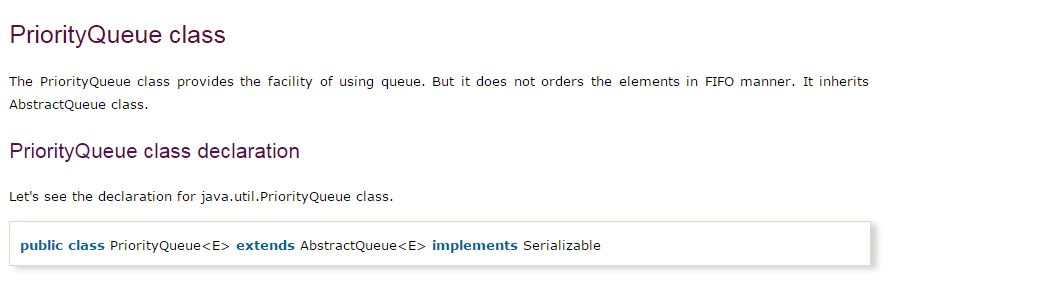 PriorityQueue class
The PriorityQueue class provides the facility of using queue. But it does not orders the elements in FIFO manner. It inherits
AbstractQueue class.
PriorityQueue class declaration
Let's see the declaration for java.util.PriorityQueue class.
public class PriorityQueue<E> extends AbstractQueue<E> implements Serializable